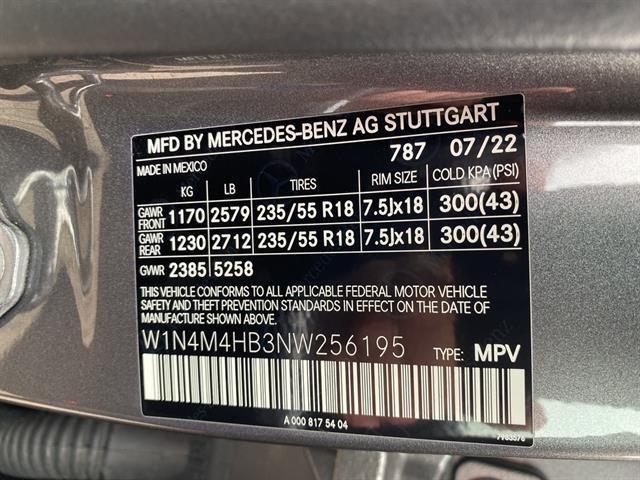 MFD BY MERCEDES-BENZ AG STUTTGART
MADE IN MEXICO 787 07/22
KG LB TIRES RIM SIZE COLD KPA(PSI)
GAWR FRONT 1170 2579 235/55 R18 7.5Jx18 300(43)
GAWR REAR 1230 2712 235/55 R18 7.5Jx18 300(43)
GVWR 2385 5258
THIS VEHICLE CONFORMS TO ALL APPLICABLE FEDERAL MOTOR VEHICLE
SAFETY AND THEFT PREVENTION STANDARDS IN EFFECT ON THE DATE OF
MANUFACTURE SHOWN ABOVE.
W1N4M4HB3NW256195 TYPE: MPV
A 000 817 54 04